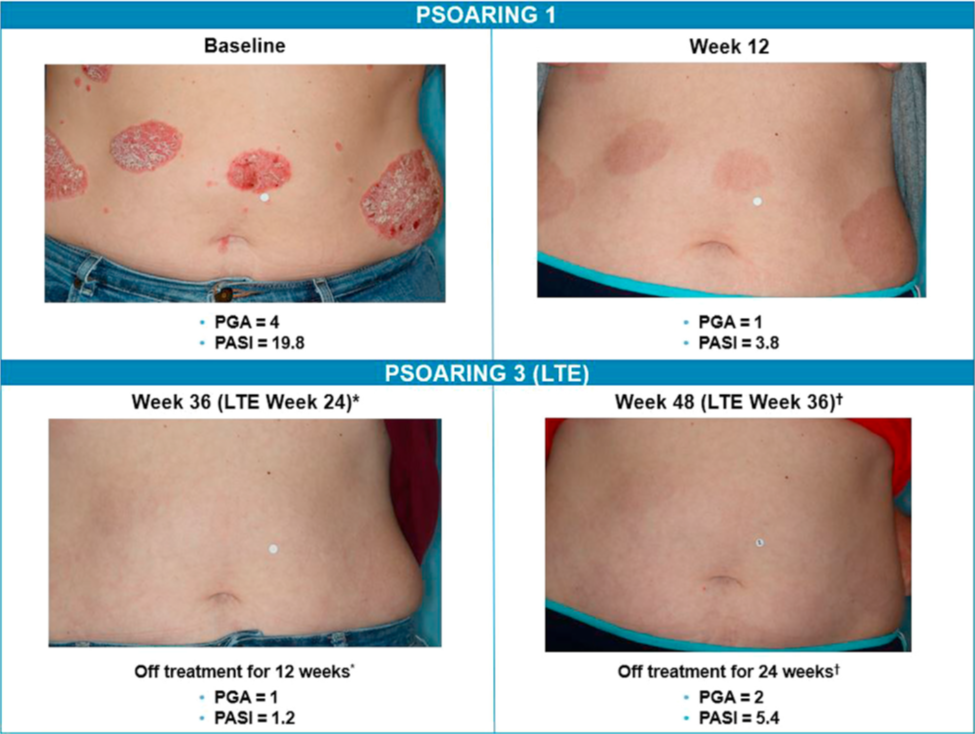 PSOARING 1
Baseline
Week 12
• PGA = 4
• PASI = 19.8
• PGA = 1
• PASI = 3.8
PSOARING 3 (LTE)
Week 36 (LTE Week 24)*
Week 48 (LTE Week 36)†
Off treatment for 12 weeks*
• PGA = 1
• PASI = 1.2
Off treatment for 24 weeks†
• PGA = 2
• PASI = 5.4